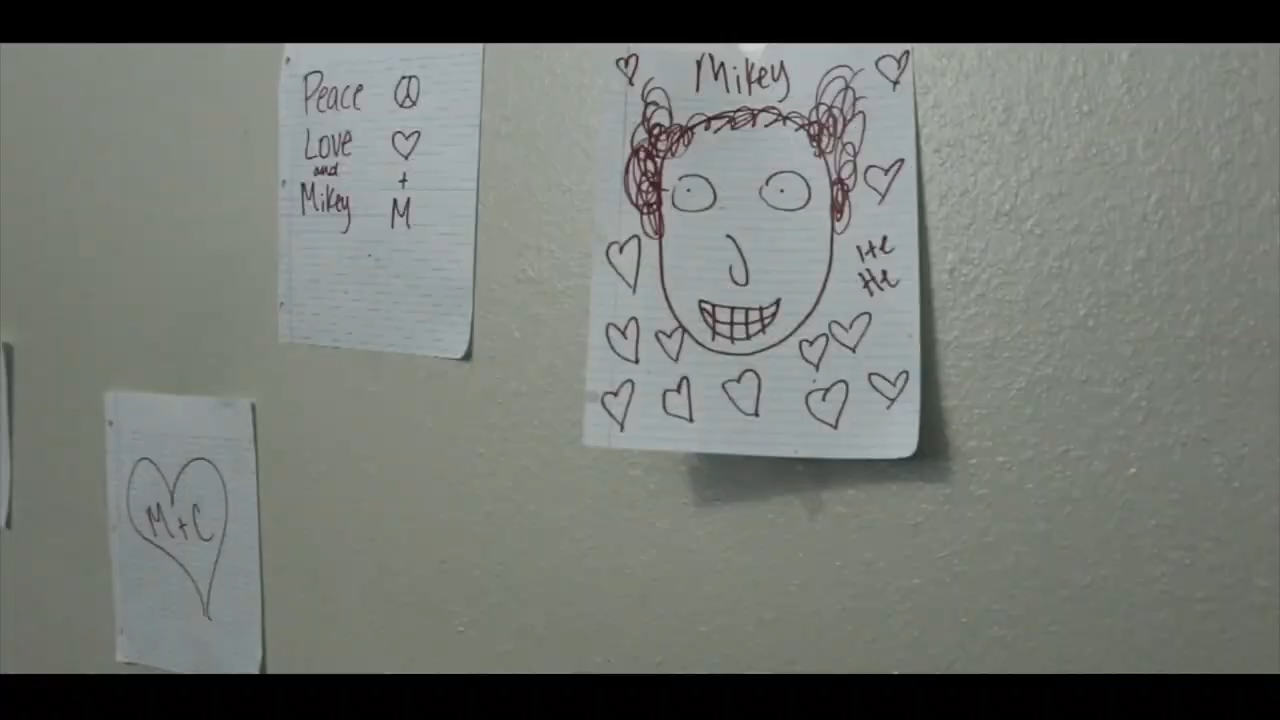 Peace ☮
Love ♡
and +
Mikey M
Mikey
He
He
M+C